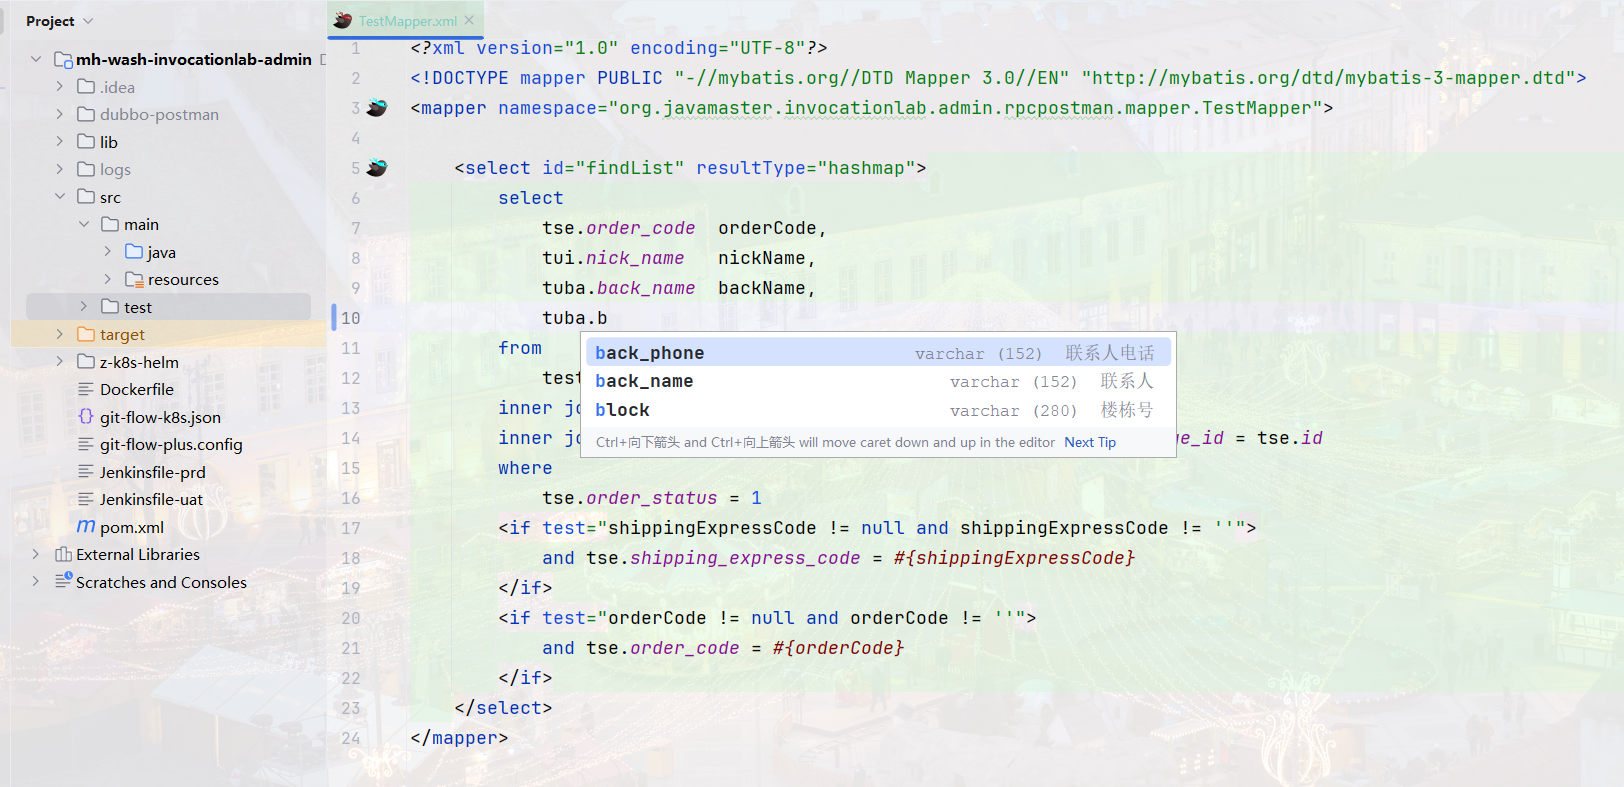 Project
TestMapper.xml
mh-wash-invocationlab-admin
.idea
dubbo-postman
lib
logs
src
main
java
resources
test
target
z-k8s-helm
Dockerfile
git-flow-k8s.json
git-flow-plus.config
Jenkinsfile-prd
Jenkinsfile-uat
pom.xml
External Libraries
Scratches and Consoles
1 <?xml version="1.0" encoding="UTF-8"?>
2 <!DOCTYPE mapper PUBLIC "-//mybatis.org//DTD Mapper 3.0//EN" "http://mybatis.org/dtd/mybatis-3-mapper.dtd">
3 <mapper namespace="org.javamaster.invocationlab.admin.rpcpostman.mapper.TestMapper">
4
5 <select id="findList" resultType="hashmap">
6 select
7 tse.order_code orderCode,
8 tui.nick_name nickName,
9 tuba.back_name backName,
10 tuba.b
11 from
back_phone varchar (152) 联系人电话
12 test
back_name varchar (152) 联系人
13 inner jo
block varchar (280) 楼栋号
14 inner jo e_id = tse.id
Ctrl+向下箭头 and Ctrl+向上箭头 will move caret down and up in the editor Next Tip
15 where
16 tse.order_status = 1
17 <if test="shippingExpressCode != null and shippingExpressCode != ''">
18 and tse.shipping_express_code = #{shippingExpressCode}
19 </if>
20 <if test="orderCode != null and orderCode != ''">
21 and tse.order_code = #{orderCode}
22 </if>
23 </select>
24 </mapper>